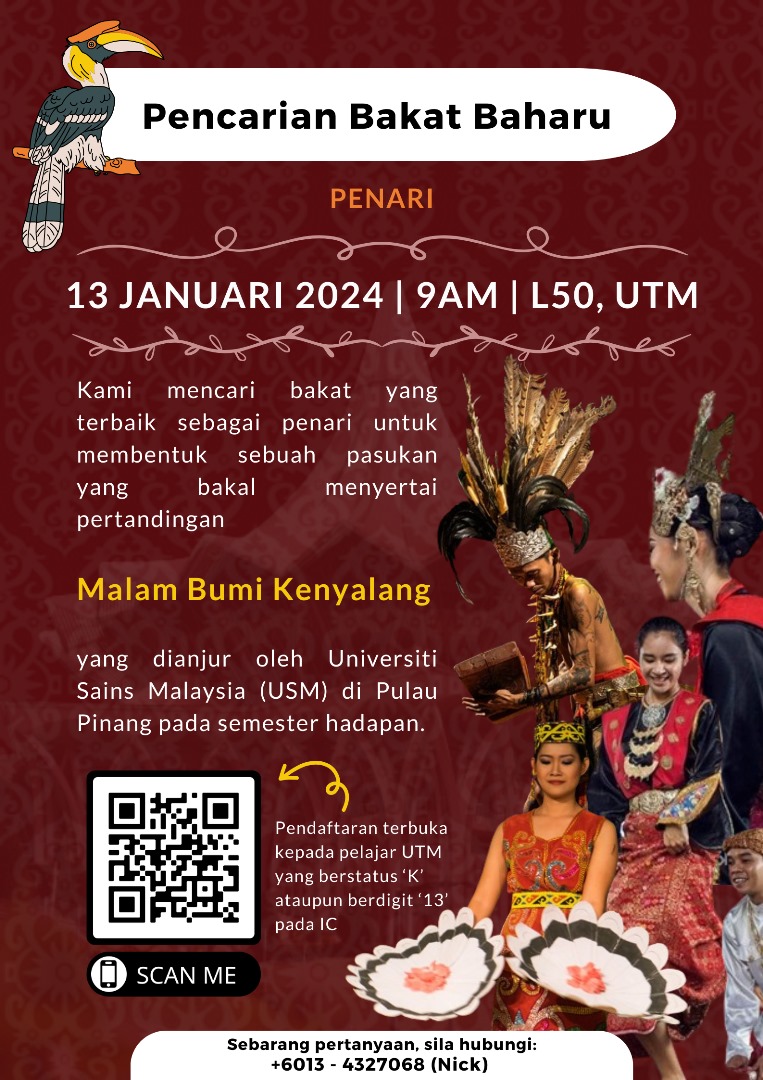 Pencarian Bakat Baharu
PENARI
13 JANUARI 2024 | 9AM | L50, UTM
Kami mencari bakat yang
terbaik sebagai penari untuk
membentuk sebuah pasukan
yang bakal menyertai
pertandingan
Malam Bumi Kenyalang
yang dianjur oleh Universiti
Sains Malaysia (USM) di Pulau
Pinang pada semester hadapan.
Pendaftaran terbuka
kepada pelajar UTM
yang berstatus ‘K’
ataupun berdigit ‘13’
pada IC
SCAN ME
Sebarang pertanyaan, sila hubungi:
+6013 - 4327068 (Nick)